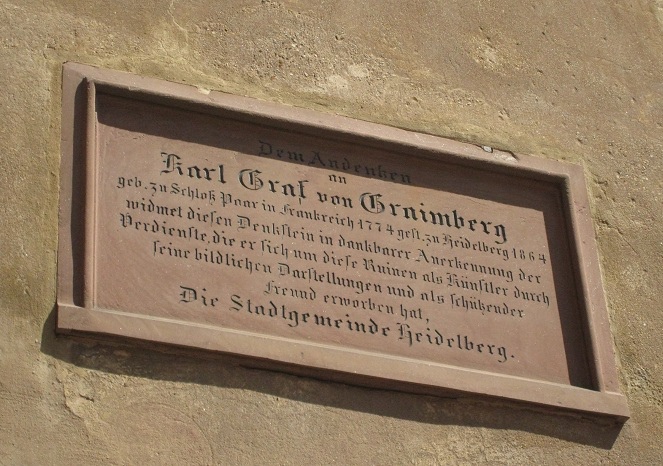 Dem Andenken
an
Karl Graf von Graimberg
geb. zu Schloß Paar in Frankreich 1774 gest. zu Heidelberg 1864
widmet diesen Denkstein in dankbarer Anerkennung der
Verdienste, die er sich um diese Ruinen als Künstler durch
seine bildlichen Darstellungen und als schützender
Freund erworben hat,
Die Stadtgemeinde Heidelberg.